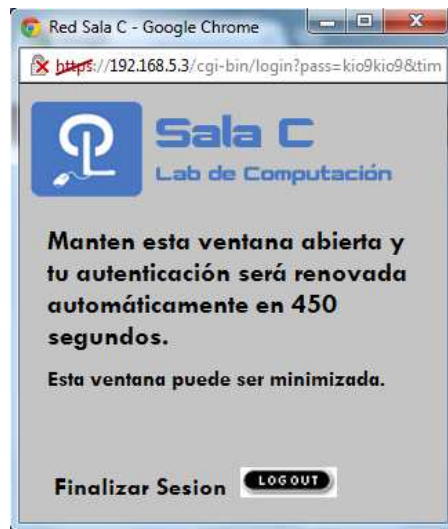 Red Sala C - Google Chrome
https://192.168.5.3/cgi-bin/login?pass=kio9kio9&tim
Sala C
Lab de Computación
Manten esta ventana abierta y
tu autenticación será renovada
automáticamente en 450
segundos.
Esta ventana puede ser minimizada.
Finalizar Sesion LOGOUT